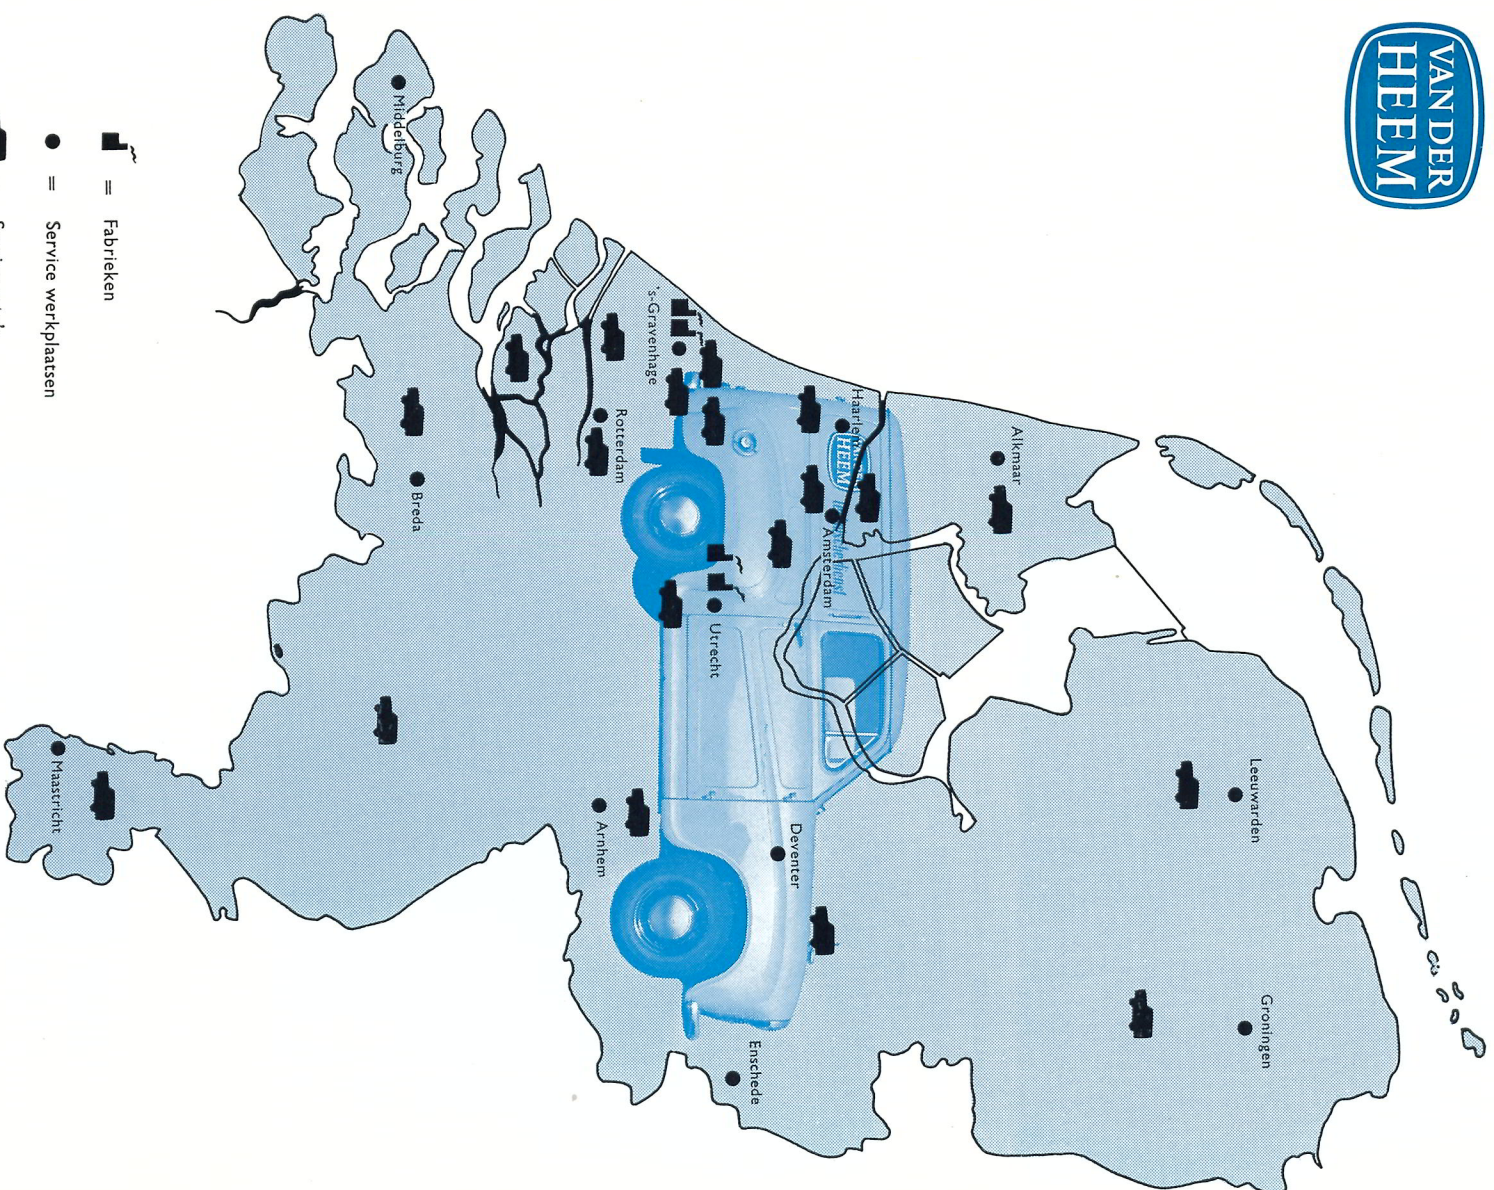 VAN DER
HEEM
Groningen
Leeuwarden
Alkmaar
Haarlem
HEEM
Amsterdam
Deventer
Enschede
Utrecht
's-Gravenhage
Rotterdam
Arnhem
Breda
Middelburg
Maastricht
= Fabrieken
= Service werkplaatsen